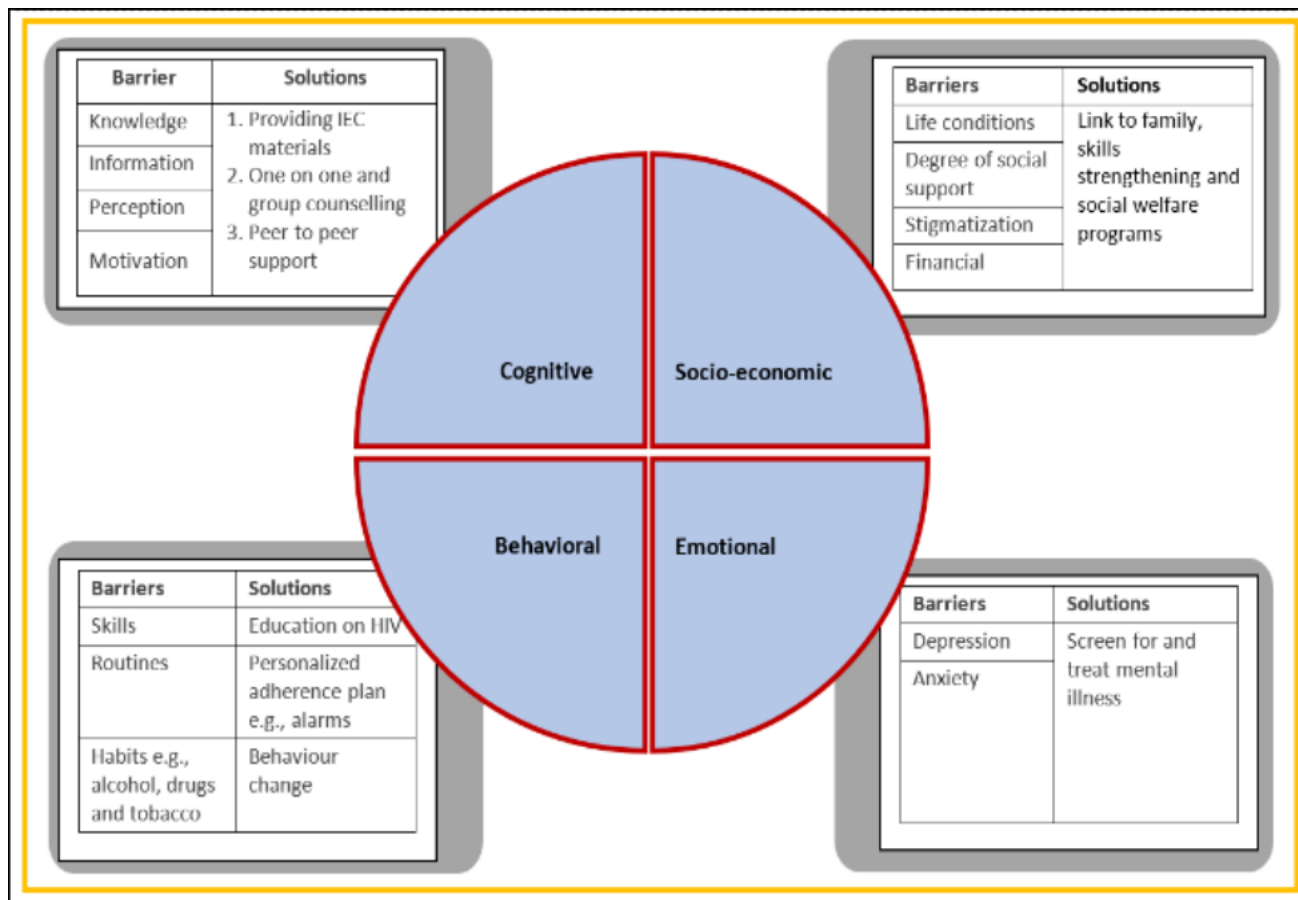 Barrier
Solutions
Knowledge
Information
Perception
Motivation
1. Providing IEC
materials
2. One on one and
group counselling
3. Peer to peer
support
Barriers
Solutions
Life conditions
Degree of social
support
Stigmatization
Financial
Link to family,
skills
strengthening and
social welfare
programs
Cognitive
Socio-economic
Behavioral
Emotional
Barriers
Solutions
Skills
Education on HIV
Routines
Personalized
adherence plan
e.g., alarms
Habits e.g.,
alcohol, drugs
and tobacco
Behaviour
change
Barriers
Solutions
Depression
Anxiety
Screen for and
treat mental
illness